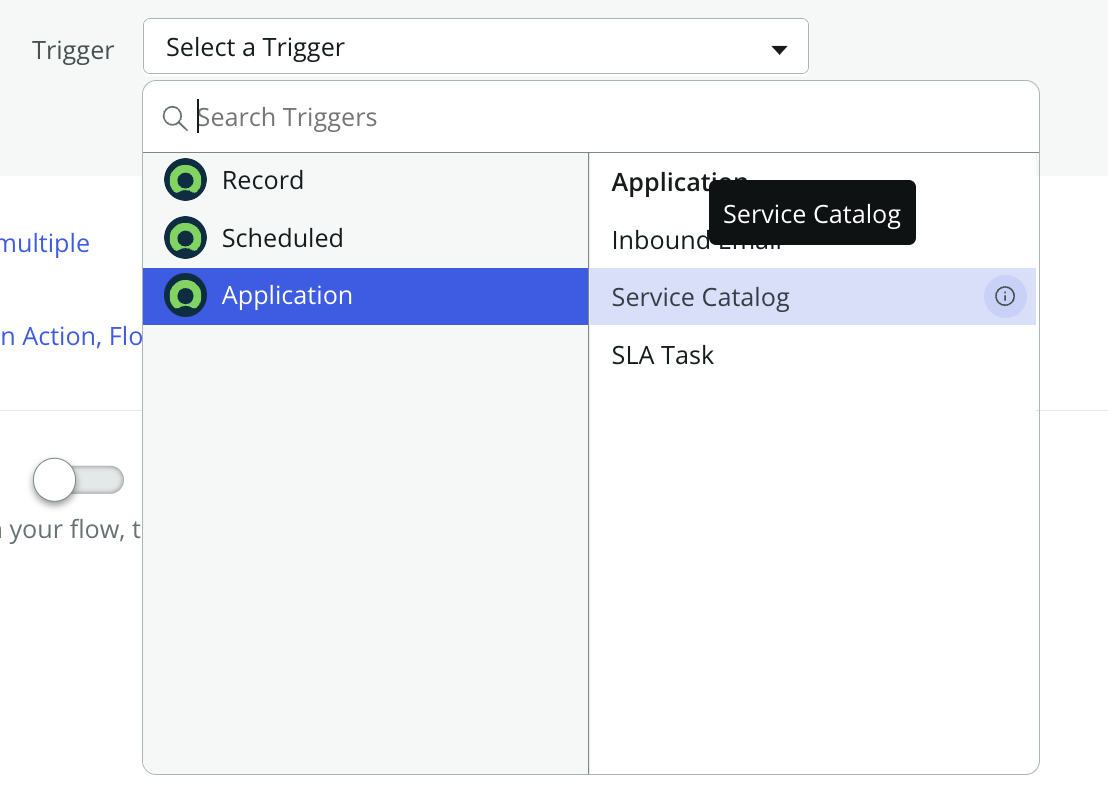 Trigger
Select a Trigger
Search Triggers
Record
Scheduled
Application
Application
Service Catalog
Inbound Email
Service Catalog
SLA Task
multiple
n Action, Flo
your flow, t